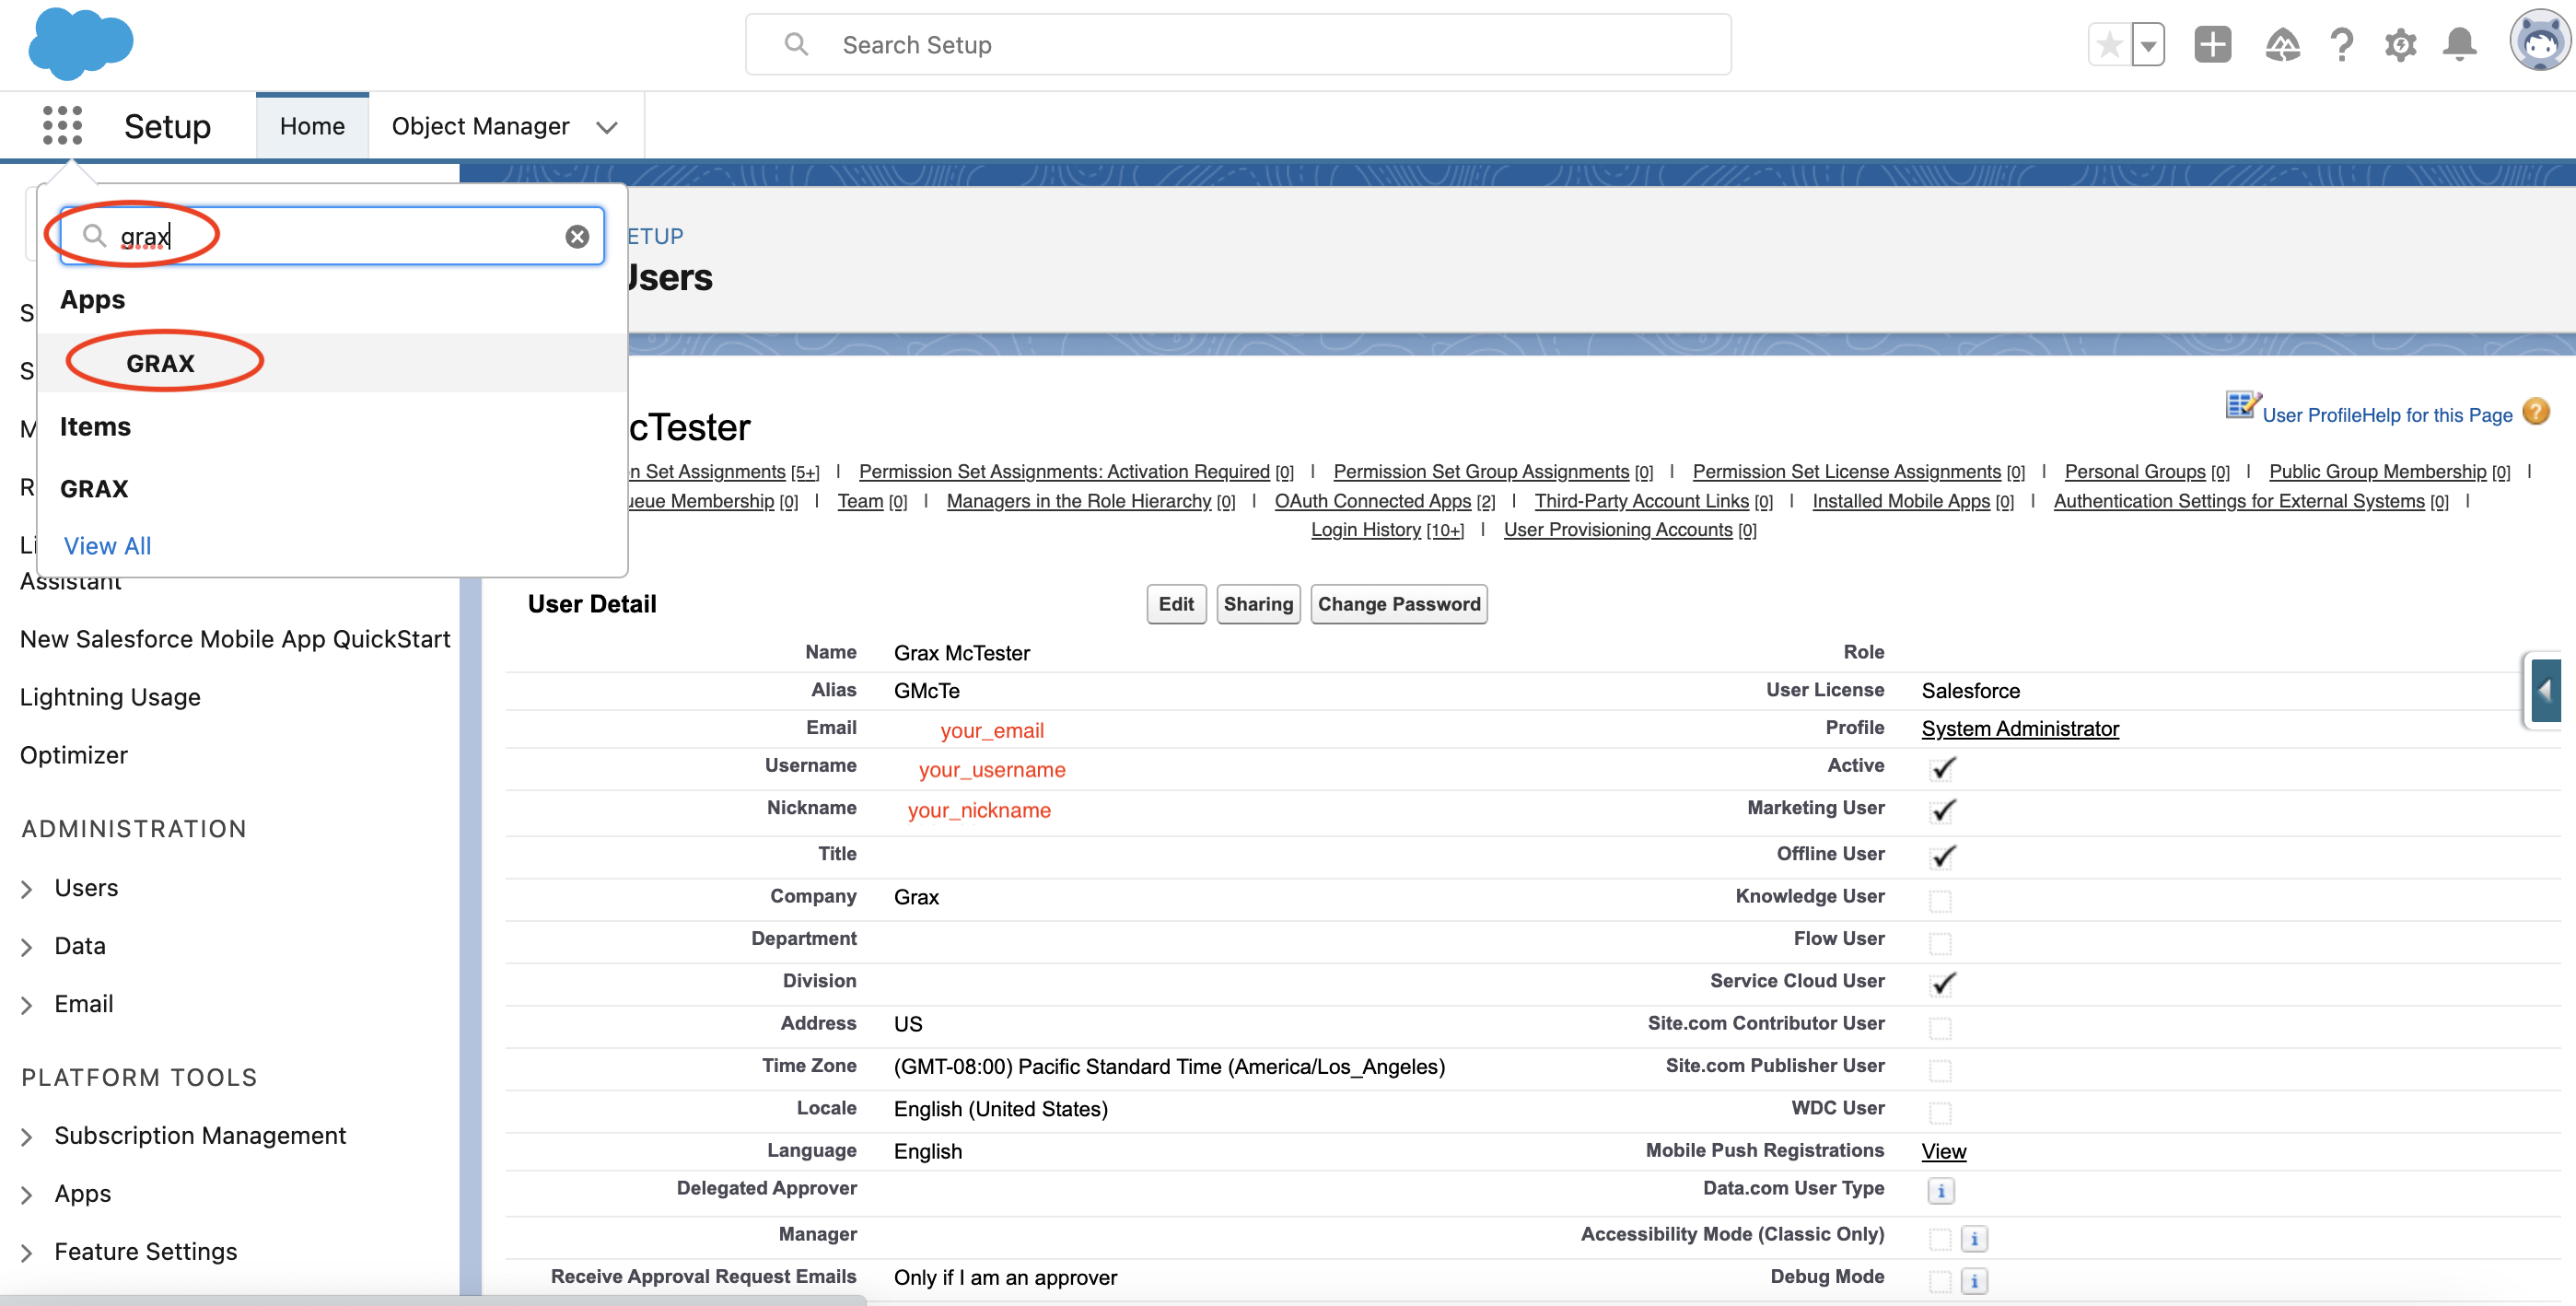 Search Setup
Setup
Home
Object Manager
grax
Apps
GRAX
Items
GRAX
View All
Assistant
New Salesforce Mobile App QuickStart
Lightning Usage
Optimizer
ADMINISTRATION
Users
Data
Email
PLATFORM TOOLS
Subscription Management
Apps
Feature Settings
ETUP
Users
cTester
User Profile Help for this Page
n Set Assignments [5+] | Permission Set Assignments: Activation Required [0] | Permission Set Group Assignments [0] | Permission Set License Assignments [0] | Personal Groups [0] | Public Group Membership [0] |
ueue Membership [0] | Team [0] | Managers in the Role Hierarchy [0] | OAuth Connected Apps [2] | Third-Party Account Links [0] | Installed Mobile Apps [0] | Authentication Settings for External Systems [0] |
Login History [10+] | User Provisioning Accounts [0]
User Detail
Edit Sharing Change Password
Name Grax McTester Role
Alias GMcTe User License Salesforce
Email your_email Profile System Administrator
Username your_username Active
Nickname your_nickname Marketing User
Title Offline User
Company Grax Knowledge User
Department Flow User
Division Service Cloud User
Address US Site.com Contributor User
Time Zone (GMT-08:00) Pacific Standard Time (America/Los_Angeles) Site.com Publisher User
Locale English (United States) WDC User
Language English Mobile Push Registrations View
Delegated Approver Data.com User Type
Manager Accessibility Mode (Classic Only)
Receive Approval Request Emails Only if I am an approver Debug Mode